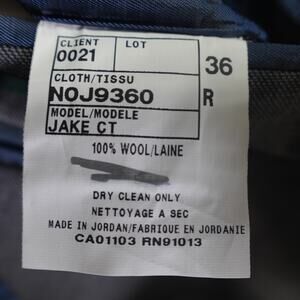 CLIENT LOT
0021
36
CLOTH/TISSU
NOJ9360
R
MODEL/MODELE
JAKE CT
100% WOOL/LAINE
DRY CLEAN ONLY
NETTOYAGE A SEC
MADE IN JORDAN/FABRIQUE EN JORDANIE
CA01103 RN91013